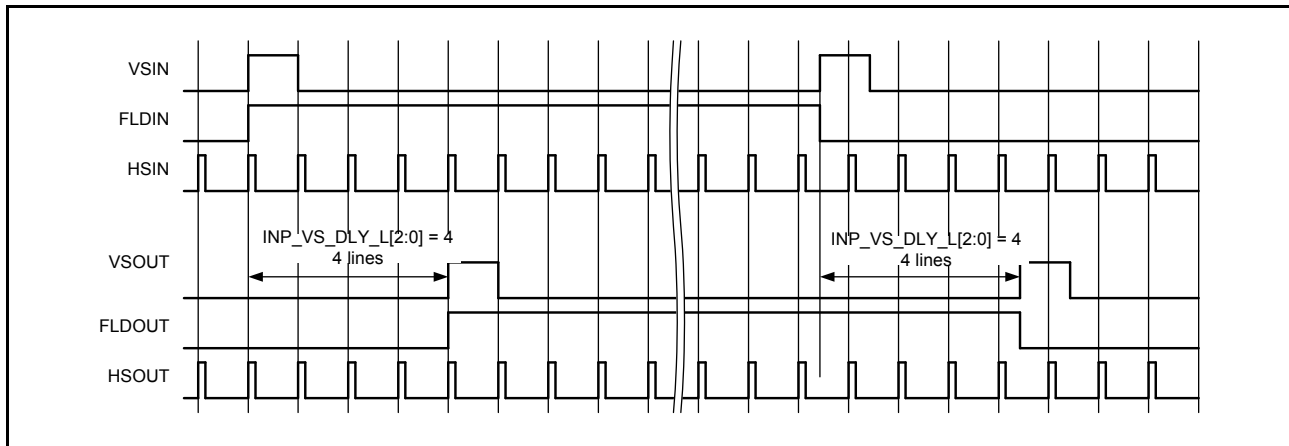 VSIN
FLDIN
HSIN
INP_VS_DLY_L[2:0] = 4
4 lines
INP_VS_DLY_L[2:0] = 4
4 lines
VSOUT
FLDOUT
HSOUT